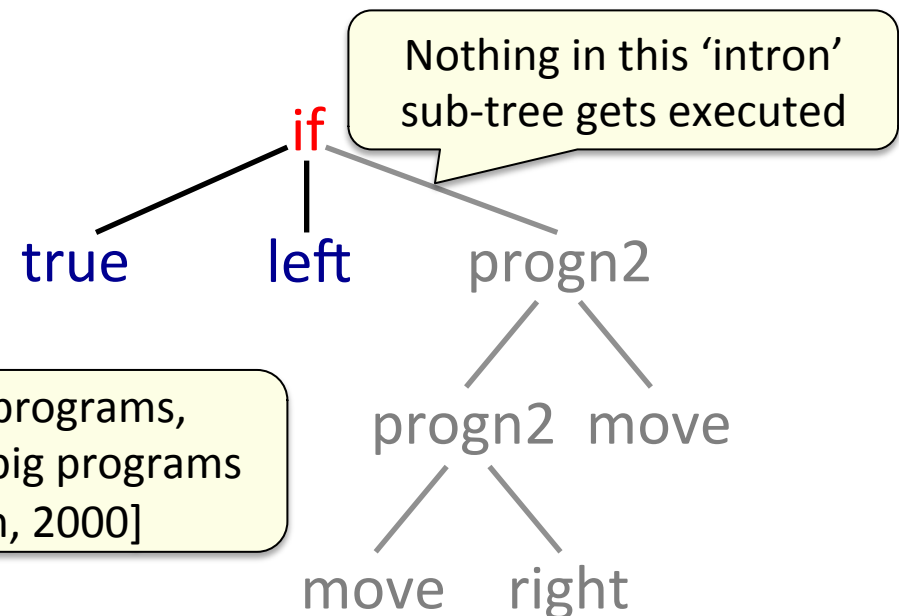 Nothing in this ‘intron’
sub-tree gets executed
if
true left progn2
programs,
big programs
, 2000]
progn2 move
move right